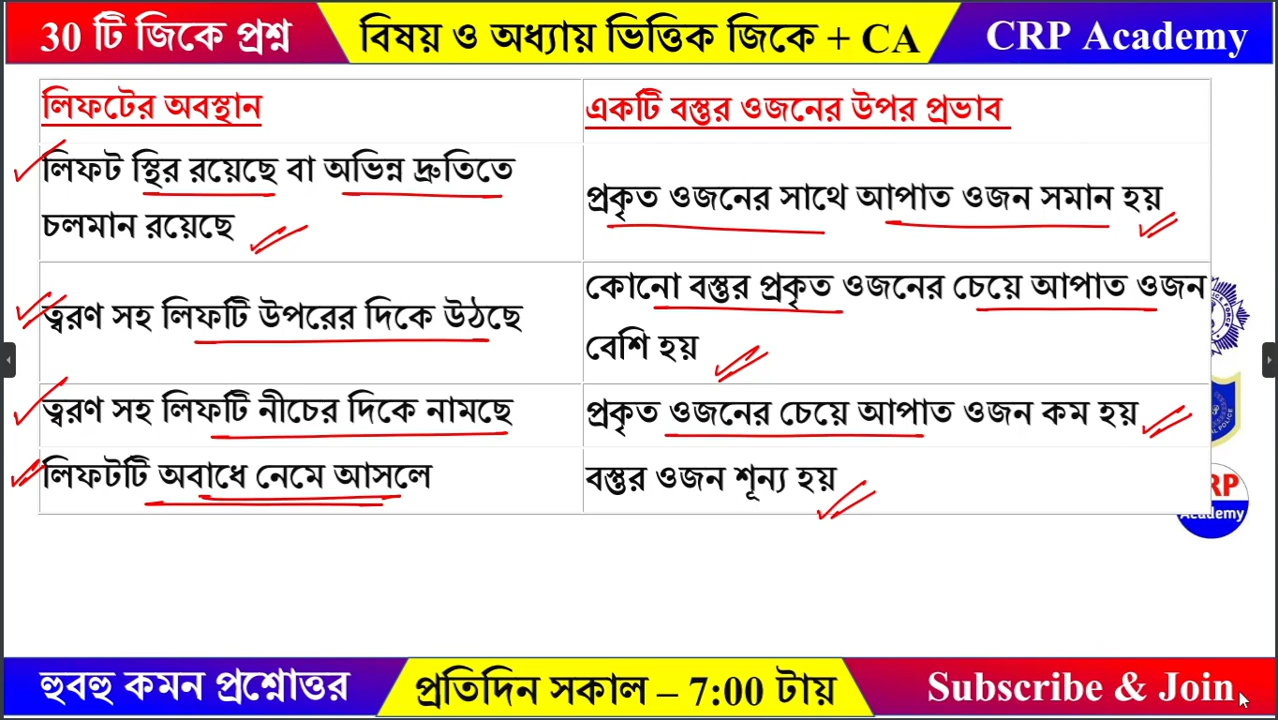 30 টি জিকে প্রশ্ন
বিষয় ও অধ্যায় ভিত্তিক জিকে + CA
CRP Academy
লিফটের অবস্থান
একটি বস্তুর ওজনের উপর প্রভাব
লিফট স্থির রয়েছে বা অভিন্ন দ্রুতিতে
চলমান রয়েছে
প্রকৃত ওজনের সাথে আপাত ওজন সমান হয়
ত্বরণ সহ লিফটি উপরের দিকে উঠছে
কোনো বস্তুর প্রকৃত ওজনের চেয়ে আপাত ওজন
বেশি হয়
ত্বরণ সহ লিফটি নীচের দিকে নামছে
প্রকৃত ওজনের চেয়ে আপাত ওজন কম হয়
লিফটটি অবাধে নেমে আসলে
বস্তুর ওজন শূন্য হয়
Academy
হুবহু কমন প্রশ্নোত্তর
প্রতিদিন সকাল – 7:00 টায়
Subscribe & Join